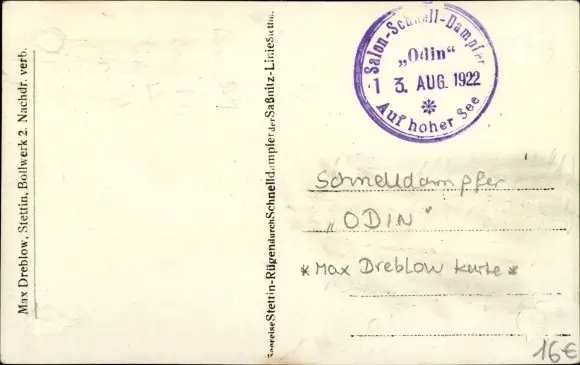 Max Dreblow, Stettin, Bollwerk 2. Nachdr. verb.
Seereise Stettin-Rügen durch Schnelldampfer der Saßnitz-Linie Stettin.
Salon-Schnell-Dampfer
„Odin“
13. AUG. 1922
Auf hoher See
Schnelldampfer
„ODIN"
*Max Dreblow Karte*
16€